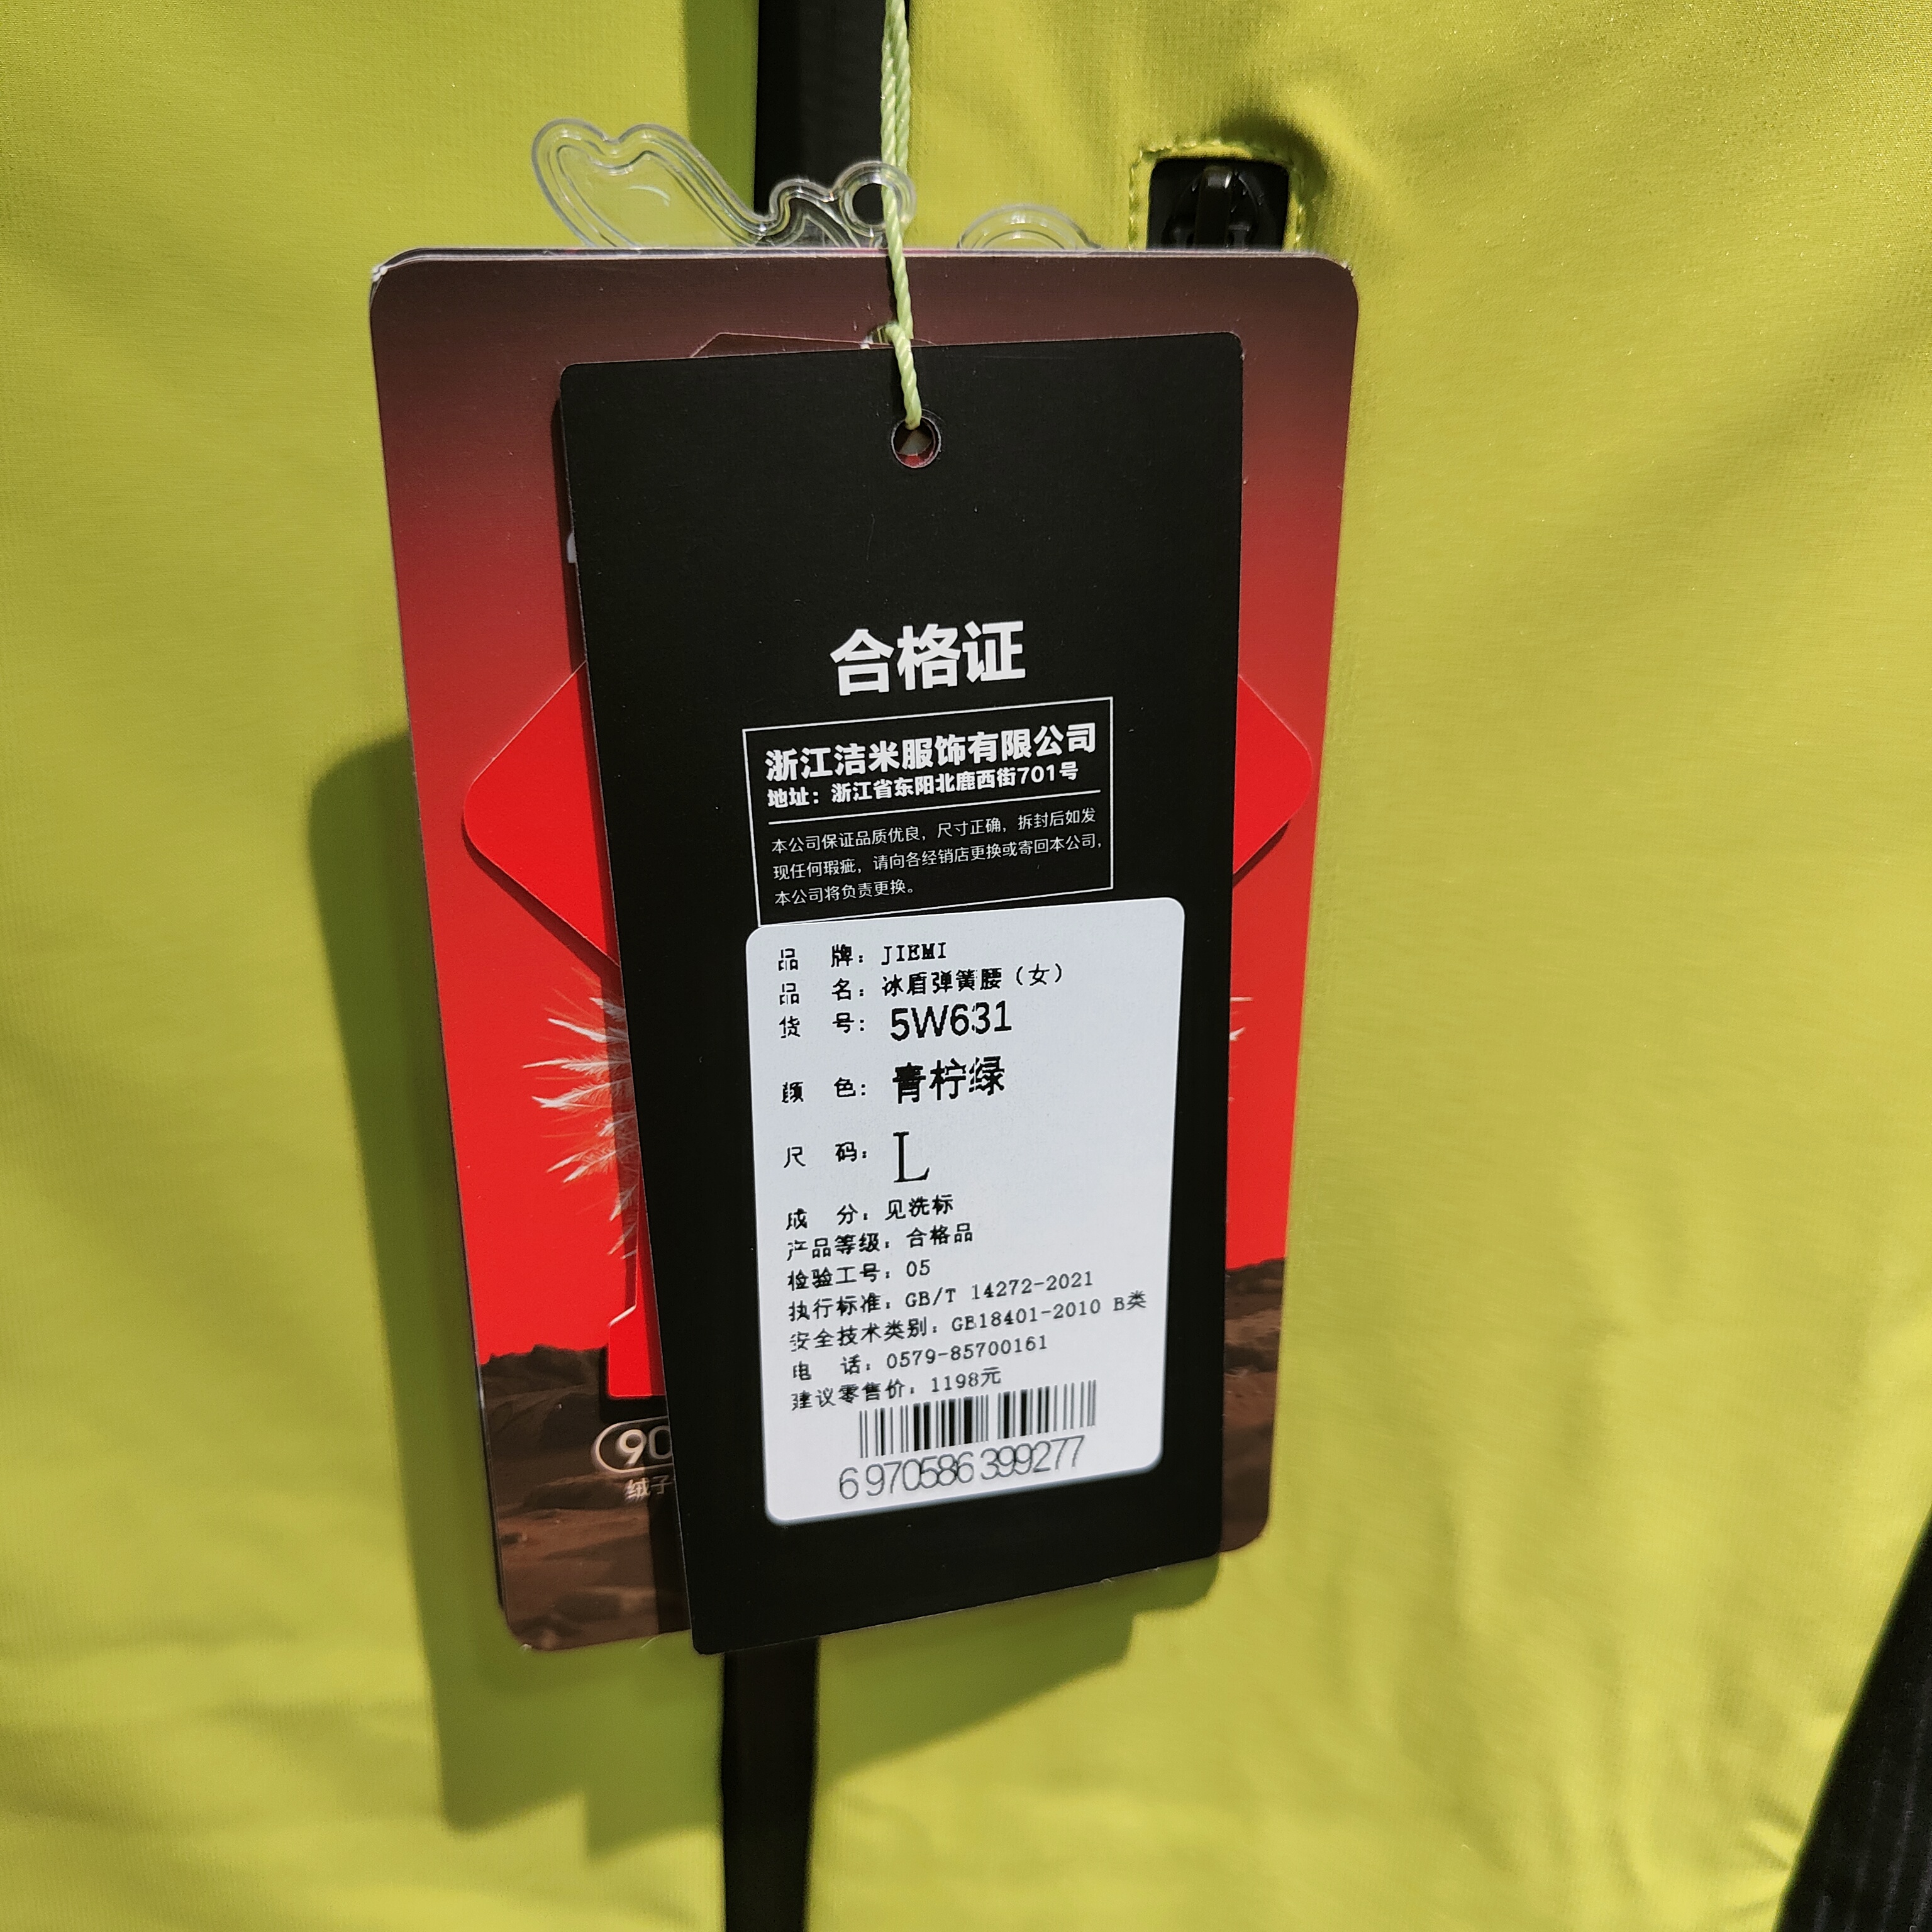 合格证
浙江洁米服饰有限公司
地址：浙江省东阳北鹿西街701号
本公司保证品质优良，尺寸正确，拆封后如发
现任何瑕疵，请向各经销店更换或寄回本公司，
本公司将负责更换。
品 牌：JIEMI
品 名：冰盾弹簧腰（女）
货 号：5W631
颜 色：青柠绿
尺 码：L
成 分：见洗标
产品等级：合格品
检验工号：05
执行标准：GB/T 14272-2021
安全技术类别：GB18401-2010 B类
电 话：0579-85700161
建议零售价：1198元
6970586399277
90
绒子